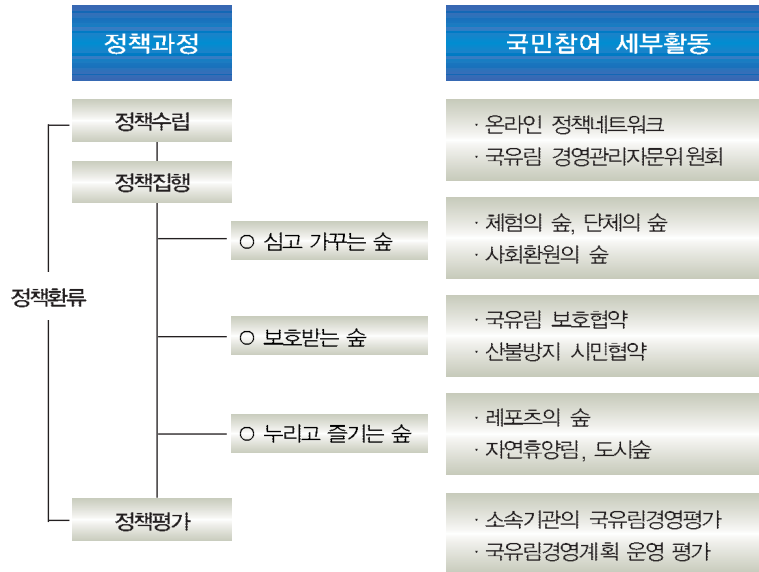 정책과정
국민참여 세부활동
정책수립
· 온라인 정책네트워크
· 국유림 경영관리자문위원회
정책집행
○ 심고 가꾸는 숲
· 체험의 숲, 단체의 숲
· 사회환원의 숲
정책환류
○ 보호받는 숲
· 국유림 보호협약
· 산불방지 시민협약
○ 누리고 즐기는 숲
· 레포츠의 숲
· 자연휴양림, 도시숲
정책평가
· 소속기관의 국유림경영평가
· 국유림경영계획 운영 평가